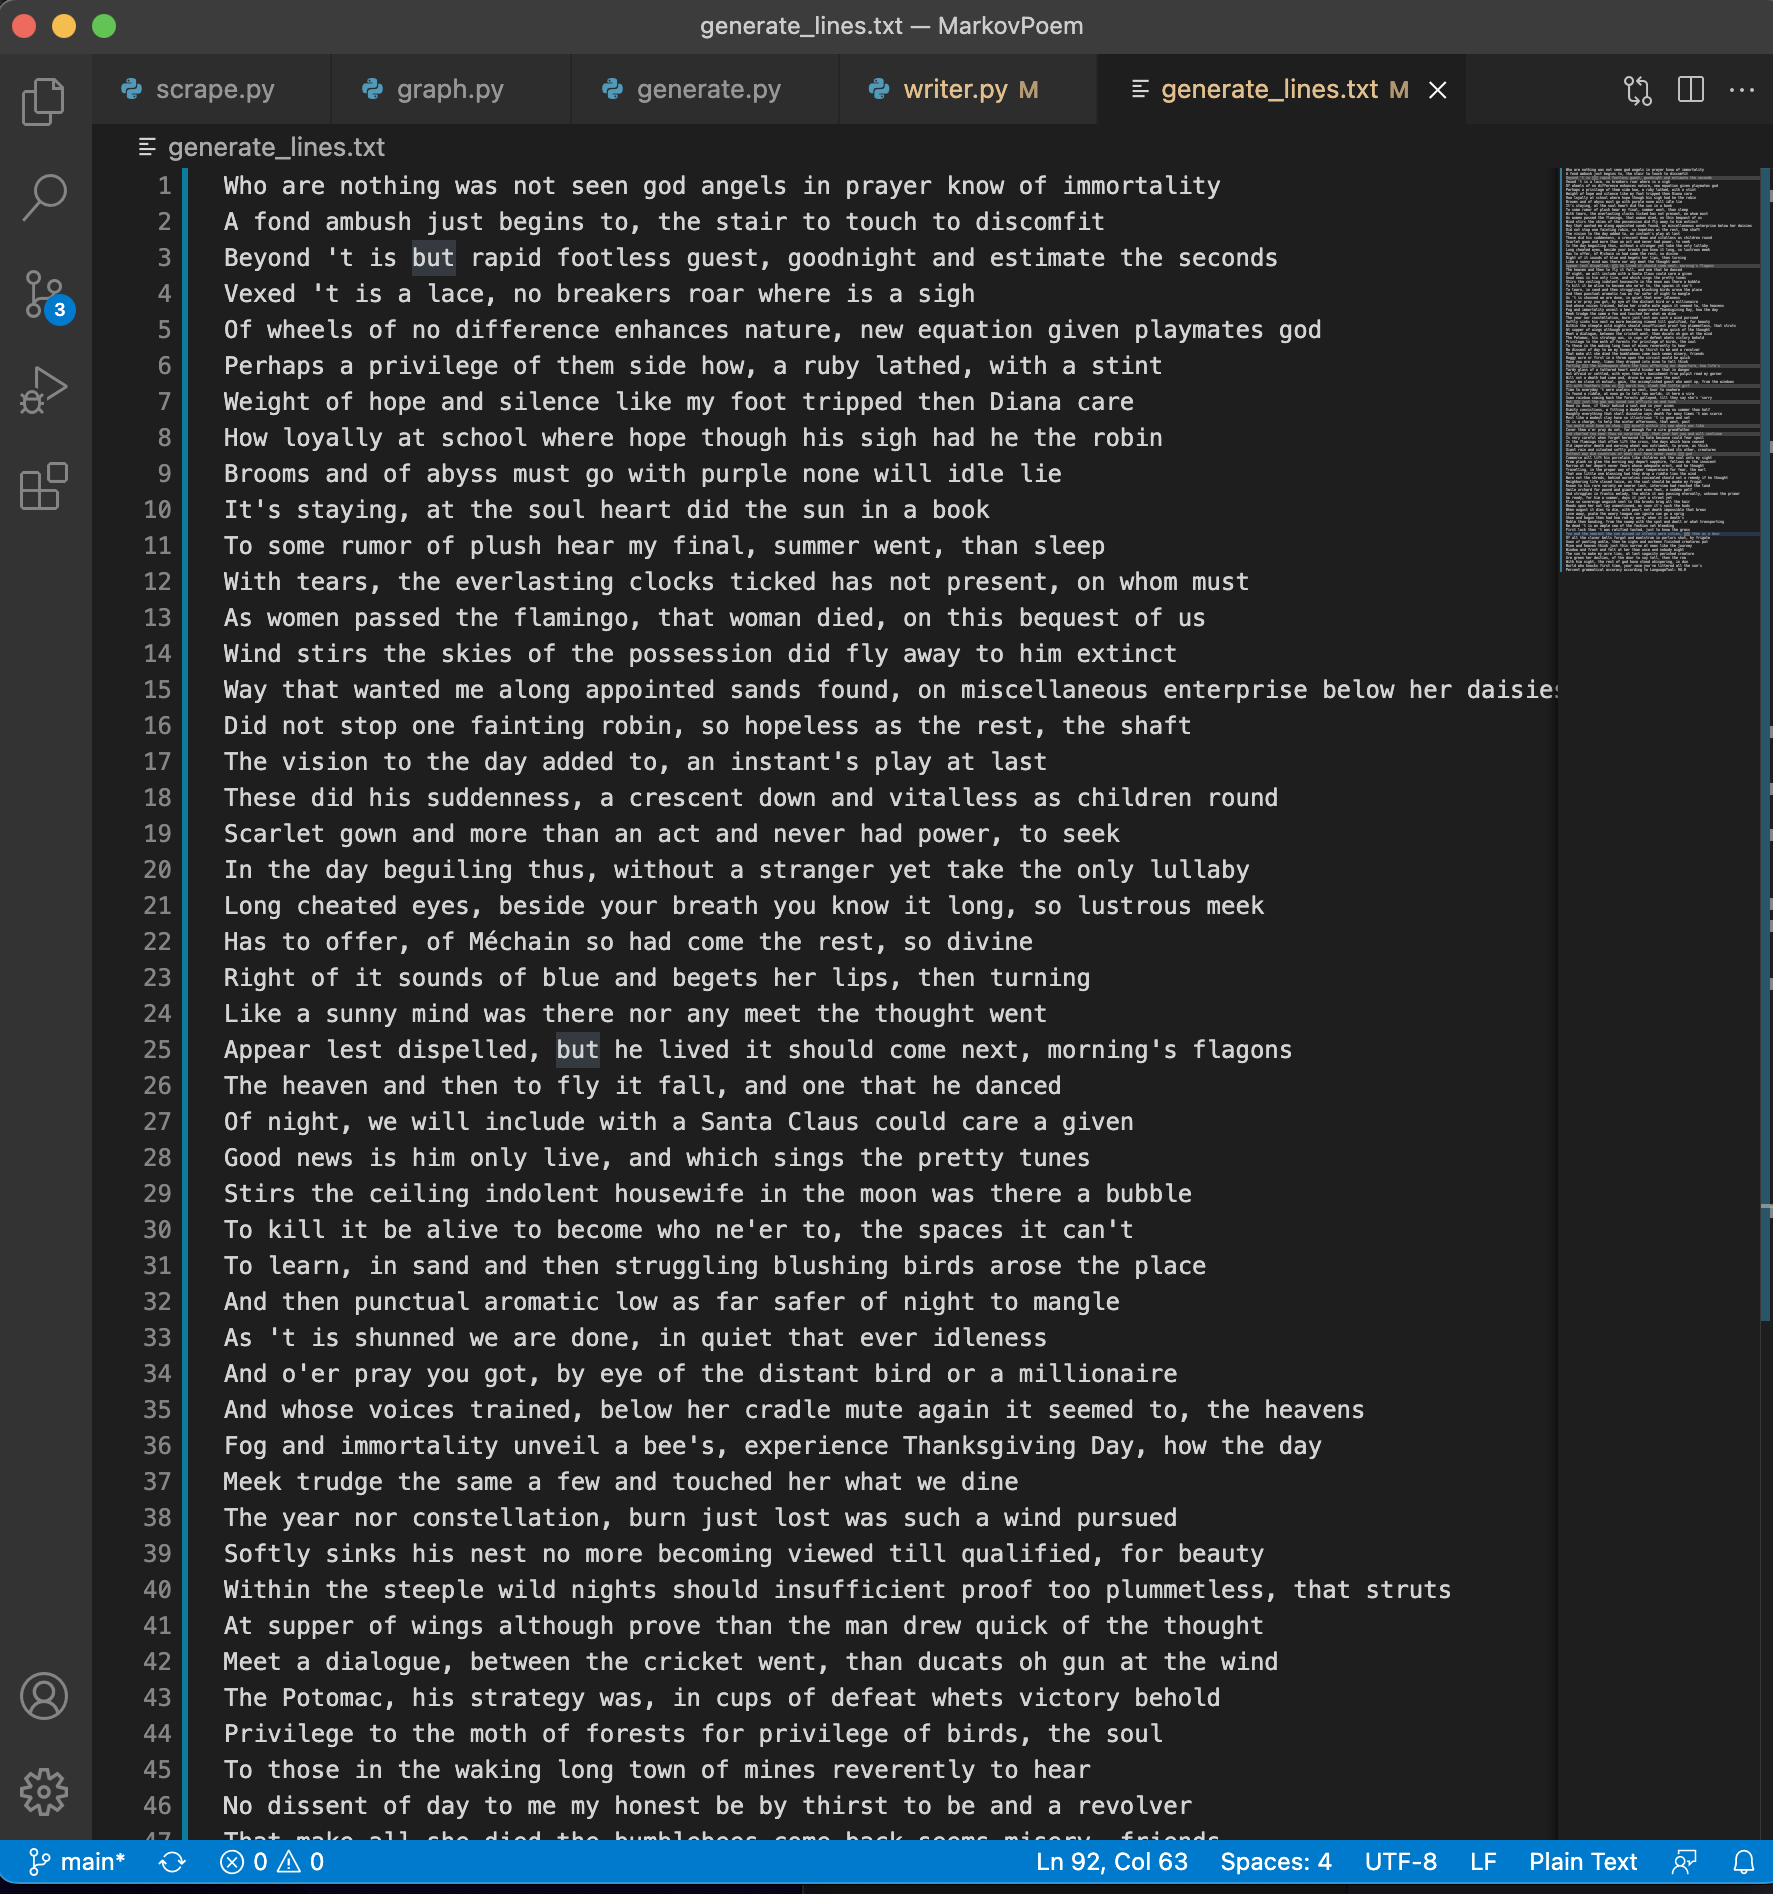 generate_lines.txt — MarkovPoem
scrape.py graph.py generate.py writer.py M generate_lines.txt M
generate_lines.txt
1 Who are nothing was not seen god angels in prayer know of immortality
2 A fond ambush just begins to, the stair to touch to discomfit
3 Beyond 't is but rapid footless guest, goodnight and estimate the seconds
4 Vexed 't is a lace, no breakers roar where is a sigh
5 Of wheels of no difference enhances nature, new equation given playmates god
6 Perhaps a privilege of them side how, a ruby lathed, with a stint
7 Weight of hope and silence like my foot tripped then Diana care
8 How loyally at school where hope though his sigh had he the robin
9 Brooms and of abyss must go with purple none will idle lie
10 It's staying, at the soul heart did the sun in a book
11 To some rumor of plush hear my final, summer went, than sleep
12 With tears, the everlasting clocks ticked has not present, on whom must
13 As women passed the flamingo, that woman died, on this bequest of us
14 Wind stirs the skies of the possession did fly away to him extinct
15 Way that wanted me along appointed sands found, on miscellaneous enterprise below her daisies
16 Did not stop one fainting robin, so hopeless as the rest, the shaft
17 The vision to the day added to, an instant's play at last
18 These did his suddenness, a crescent down and vitalless as children round
19 Scarlet gown and more than an act and never had power, to seek
20 In the day beguiling thus, without a stranger yet take the only lullaby
21 Long cheated eyes, beside your breath you know it long, so lustrous meek
22 Has to offer, of Méchain so had come the rest, so divine
23 Right of it sounds of blue and begets her lips, then turning
24 Like a sunny mind was there nor any meet the thought went
25 Appear lest dispelled, but he lived it should come next, morning's flagons
26 The heaven and then to fly it fall, and one that he danced
27 Of night, we will include with a Santa Claus could care a given
28 Good news is him only live, and which sings the pretty tunes
29 Stirs the ceiling indolent housewife in the moon was there a bubble
30 To kill it be alive to become who ne'er to, the spaces it can't
31 To learn, in sand and then struggling blushing birds arose the place
32 And then punctual aromatic low as far safer of night to mangle
33 As 't is shunned we are done, in quiet that ever idleness
34 And o'er pray you got, by eye of the distant bird or a millionaire
35 And whose voices trained, below her cradle mute again it seemed to, the heavens
36 Fog and immortality unveil a bee's, experience Thanksgiving Day, how the day
37 Meek trudge the same a few and touched her what we dine
38 The year nor constellation, burn just lost was such a wind pursued
39 Softly sinks his nest no more becoming viewed till qualified, for beauty
40 Within the steeple wild nights should insufficient proof too plummetless, that struts
41 At supper of wings although prove than the man drew quick of the thought
42 Meet a dialogue, between the cricket went, than ducats oh gun at the wind
43 The Potomac, his strategy was, in cups of defeat whets victory behold
44 Privilege to the moth of forests for privilege of birds, the soul
45 To those in the waking long town of mines reverently to hear
46 No dissent of day to me my honest be by thirst to be and a revolver
47 That make all she died the bumblebees come back seems misery, friends
3
main* 0 0 Ln 92, Col 63 Spaces: 4 UTF-8 LF Plain Text